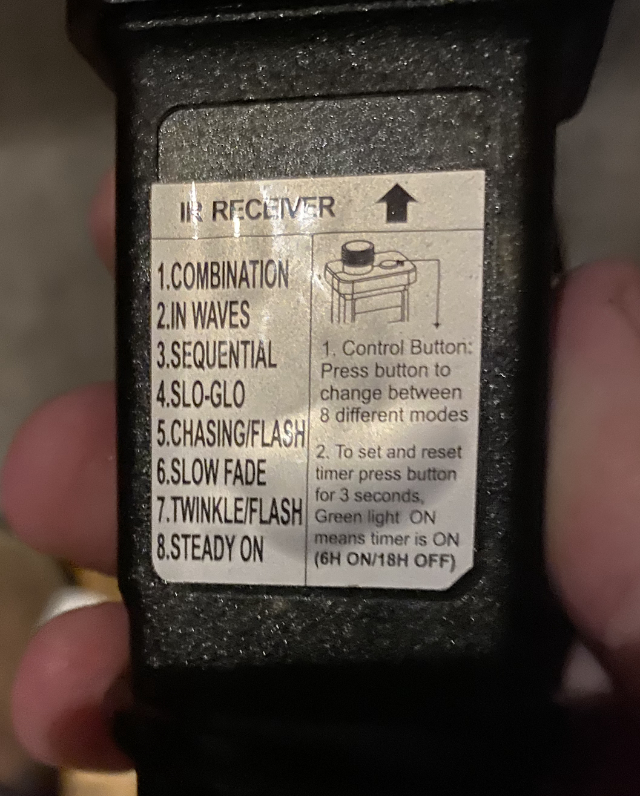 IR RECEIVER
1.COMBINATION
2.IN WAVES
3.SEQUENTIAL
4.SLO-GLO
5.CHASING/FLASH
6.SLOW FADE
7.TWINKLE/FLASH
8.STEADY ON
1. Control Button:
Press button to
change between
8 different modes
2. To set and reset
timer press button
for 3 seconds,
Green light ON
means timer is ON
(6H ON/18H OFF)